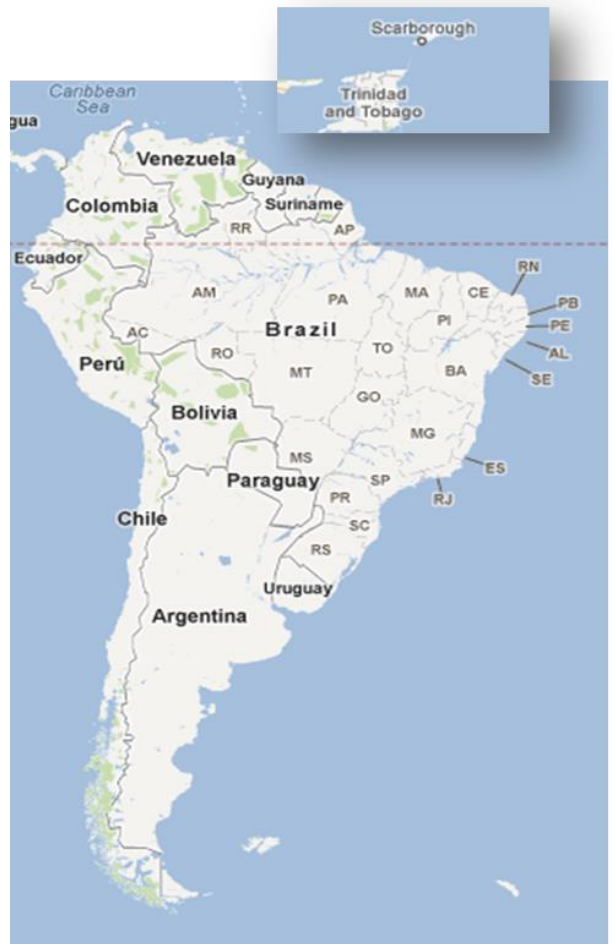 Scarborough
Trinidad
and Tobago
Caribbean
Sea
gua
Venezuela
Guyana
Colombia
Suriname
RR
AP
Ecuador
RN
AM
PA
MA
CE
PB
PI
PE
AC
Brazil
AL
RO
TO
Perú
MT
BA
SE
GO
Bolivia
MG
MS
ES
Paraguay
SP
PR
RJ
Chile
SC
RS
Uruguay
Argentina